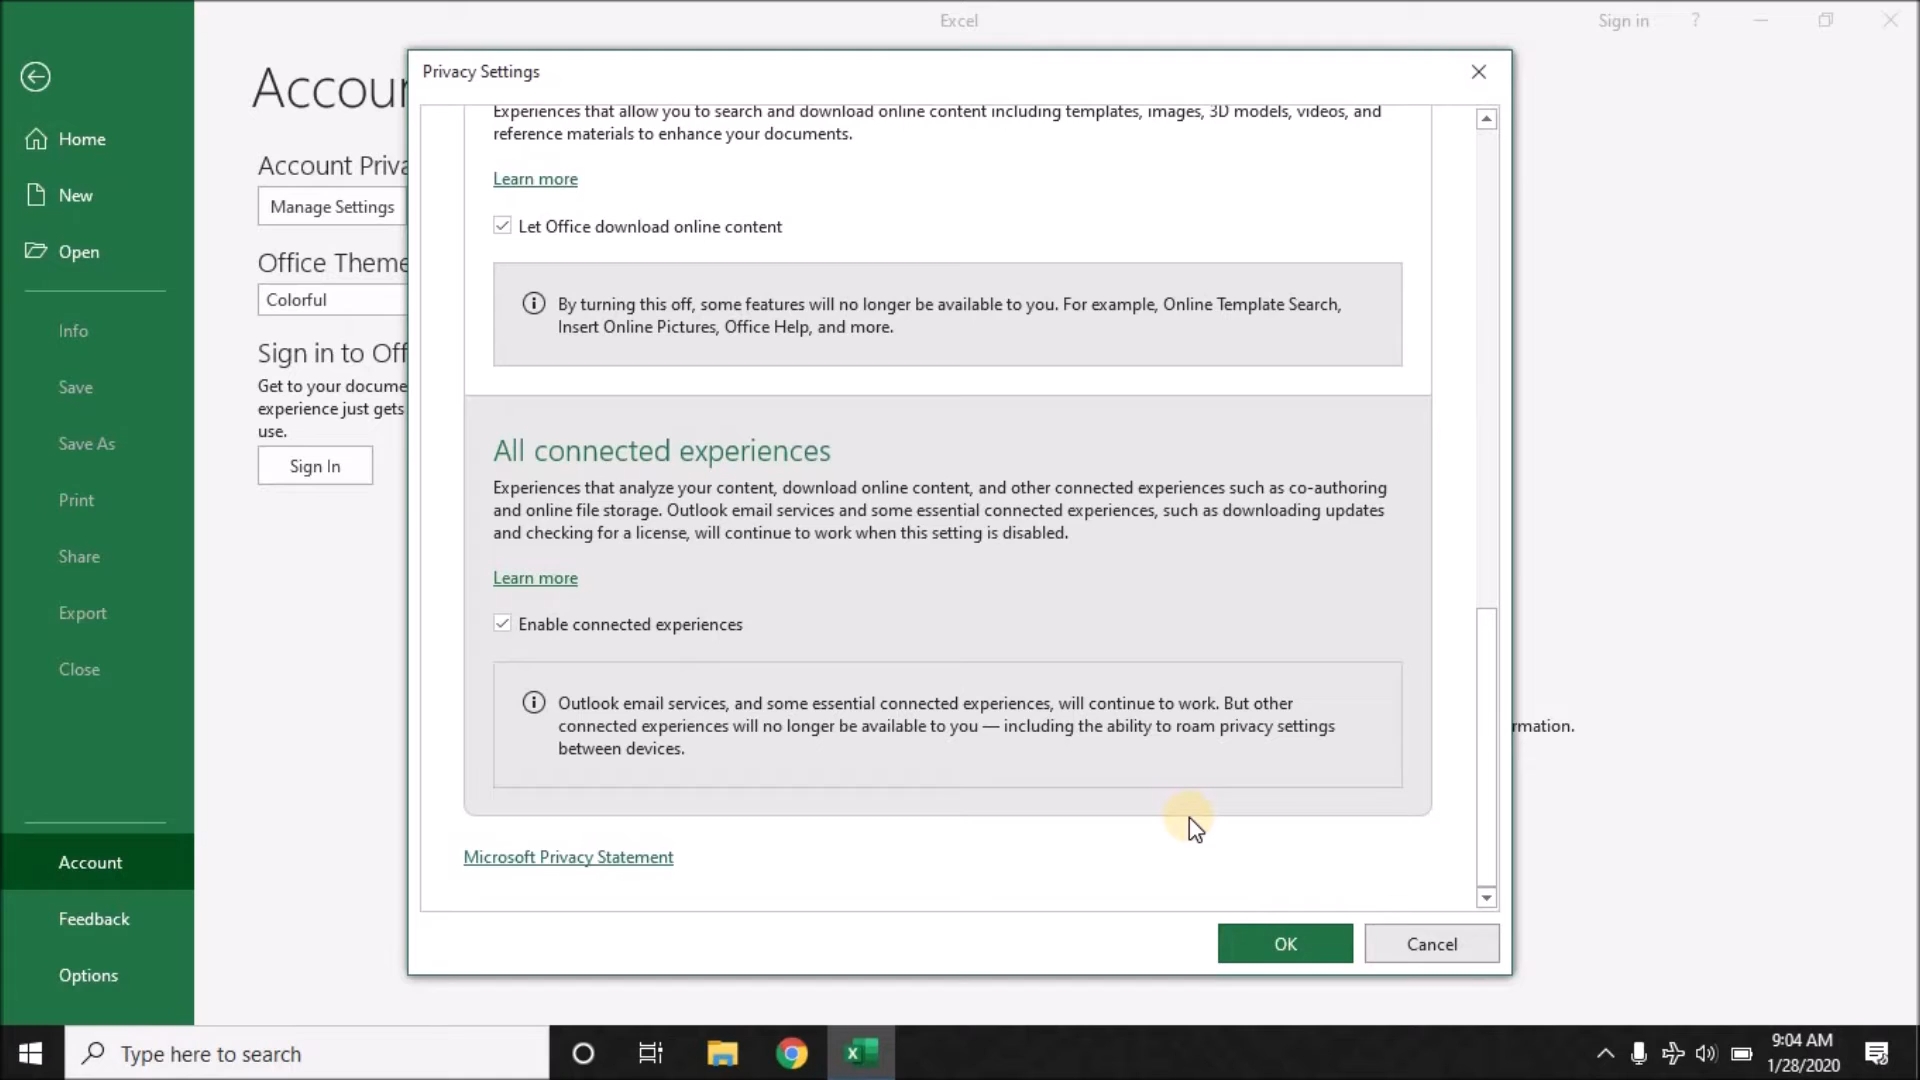 Excel
Sign in
?
Privacy Settings
Account
Home
New
Open
Info
Save
Save As
Print
Share
Export
Close
Account
Feedback
Options
Account Priva
Manage Settings
Office Theme
Colorful
Sign in to Off
Get to your docume
experience just gets
use.
Sign In
Experiences that allow you to search and download online content including templates, images, 3D models, videos, and
reference materials to enhance your documents.
Learn more
Let Office download online content
By turning this off, some features will no longer be available to you. For example, Online Template Search,
Insert Online Pictures, Office Help, and more.
All connected experiences
Experiences that analyze your content, download online content, and other connected experiences such as co-authoring
and online file storage. Outlook email services and some essential connected experiences, such as downloading updates
and checking for a license, will continue to work when this setting is disabled.
Learn more
Enable connected experiences
Outlook email services, and some essential connected experiences, will continue to work. But other
connected experiences will no longer be available to you — including the ability to roam privacy settings
between devices.
rmation.
Microsoft Privacy Statement
OK
Cancel
Type here to search
9:04 AM
1/28/2020